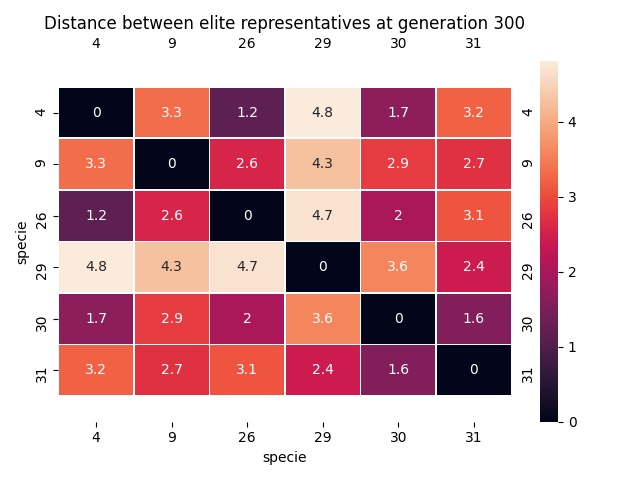 Distance between elite representatives at generation 300
4 9 26 29 30 31
4 0 3.3 1.2 4.8 1.7 3.2 4
9 3.3 0 2.6 4.3 2.9 2.7 9
26 1.2 2.6 0 4.7 2 3.1 26
29 4.8 4.3 4.7 0 3.6 2.4 29
30 1.7 2.9 2 3.6 0 1.6 30
31 3.2 2.7 3.1 2.4 1.6 0 31
specie
4 9 26 29 30 31
specie
4
3
2
1
0